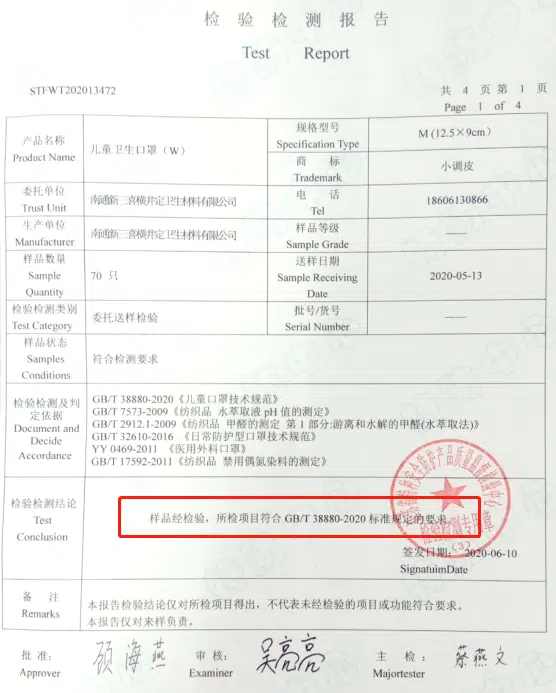 检验检测报告
Test Report
STFWT202013472
共 4 页 第 1 页
Page 1 of 4
产品名称
Product Name
儿童卫生口罩（W）
规格型号
Specification Type
M (12.5×9cm）
商 标
Trademark
小调皮
委托单位
Trust Unit
南通新三喜横井定卫生材料有限公司
电 话
Tel
18606130866
生产单位
Manufacturer
南通新三喜横井定卫生材料有限公司
样品等级
Sample Grade
——
样品数量
Sample
Quantity
70 只
送样日期
Sample Receiving
Date
2020-05-13
检验检测类别
Test Category
委托送样检验
批号/货号
Serial Number
——
样品状态
Samples
Conditions
符合检测要求
检验检测及判
定依据
Document and
Decide
Accordance
GB/T 38880-2020《儿童口罩技术规范》
GB/T 7573-2009《纺织品 水萃取液 pH 值的测定》
GB/T 2912.1-2009《纺织品 甲醛的测定 第 1 部分:游离和水解的甲醛(水萃取法)》
GB/T 32610-2016 《日常防护型口罩技术规范》
YY 0469-2011 《医用外科口罩》
GB/T 17592-2011《纺织品 禁用偶氮染料的测定》
检验检测结论
Test
Conclusion
样品经检验，所检项目符合 GB/T 38880-2020 标准规定的要求。
检验检测专用章
(3)
签发日期： 2020-06-10
SignatuimDate
备 注
Remarks
本报告检验结论仅对所检项目得出，不代表未经检验的项目或功能符合要求。
本报告仅对来样负责。
批 准：
Approver
顾海燕
审 核：
Examiner
吴亮亮
主 检：
Majortester
蔡燕文